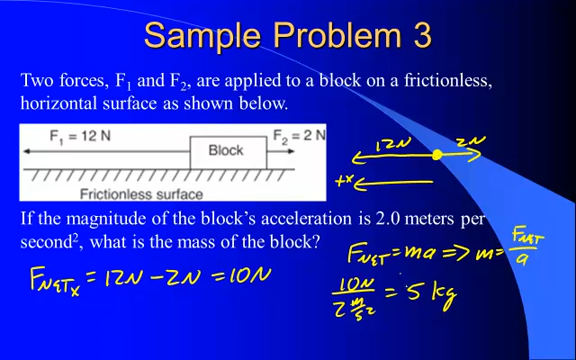 Sample Problem 3
Two forces, F₁ and F₂, are applied to a block on a frictionless,
horizontal surface as shown below.
F₁ = 12 N
F₂ = 2 N
Block
Frictionless surface
12N
2N
+x
If the magnitude of the block's acceleration is 2.0 meters per
second², what is the mass of the block?
F_NETx = 12N - 2N = 10N
F_NET = ma => m = F_NET/a
10N / 2 m/s² = 5 kg